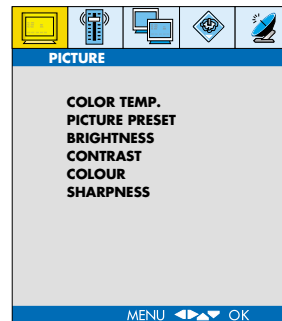 PICTURE
COLOR TEMP.
PICTURE PRESET
BRIGHTNESS
CONTRAST
COLOUR
SHARPNESS
MENU ◀▶▲▼ OK